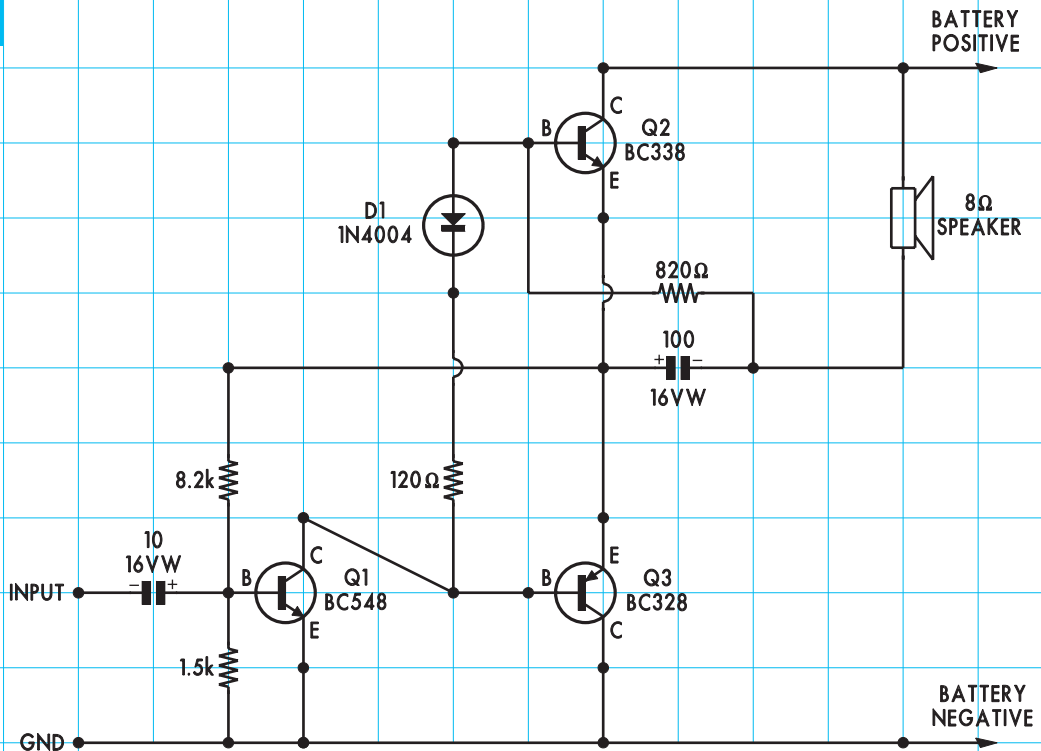 BATTERY
POSITIVE
C
B
Q2
BC338
E
D1
1N4004
8Ω
SPEAKER
820Ω
100
+ −
16VW
8.2k
120Ω
10
16VW
− +
INPUT
C
B
Q1
BC548
E
E
B
Q3
BC328
C
1.5k
BATTERY
NEGATIVE
GND